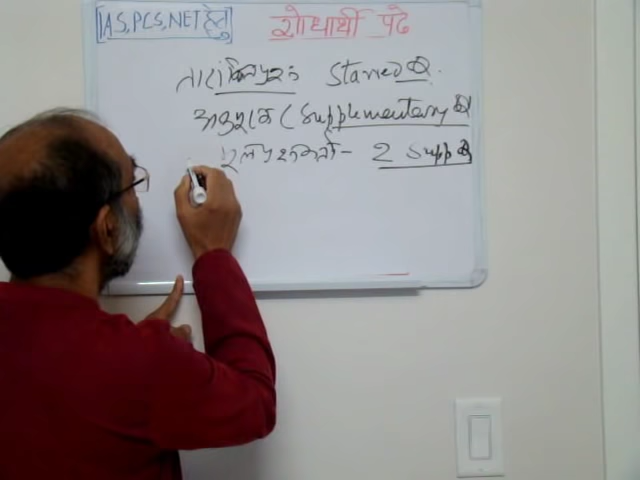 [IAS, PCS, NET हेतु]
शोधार्थी पढे
तारांकित प्रश्न Starred Q.
अनुपूरक (Supplementary Q
मूल प्रश्नकर्ता - 2 Supp Q